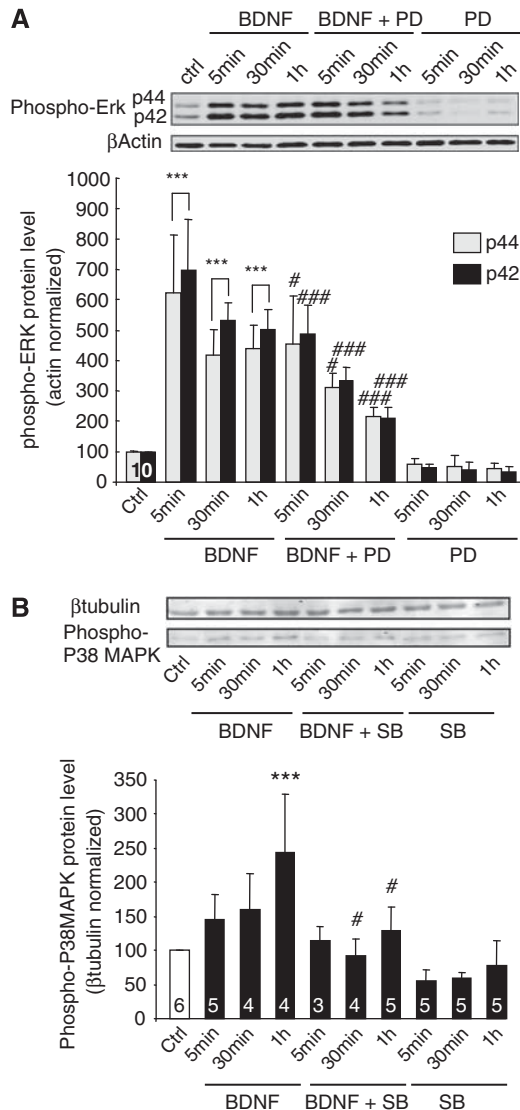 A
BDNF BDNF + PD PD
ctrl 5min 30min 1h 5min 30min 1h 5min 30min 1h
Phospho-Erk p44
p42
βActin
1000
900
800
700
600
500
400
300
200
100
0
phospho-ERK protein level
(actin normalized)
*** *** *** # ### # ### ### ###
p44
p42
10
Ctrl 5min 30min 1h 5min 30min 1h 5min 30min 1h
BDNF BDNF + PD PD
B
βtubulin
Phospho-
P38 MAPK
Ctrl 5min 30min 1h 5min 30min 1h 5min 30min 1h
BDNF BDNF + SB SB
350
300
250
200
150
100
50
0
Phospho-P38MAPK protein level
(βtubulin normalized)
*** # #
6 5 4 4 3 4 5 5 5 5
Ctrl 5min 30min 1h 5min 30min 1h 5min 30min 1h
BDNF BDNF + SB SB